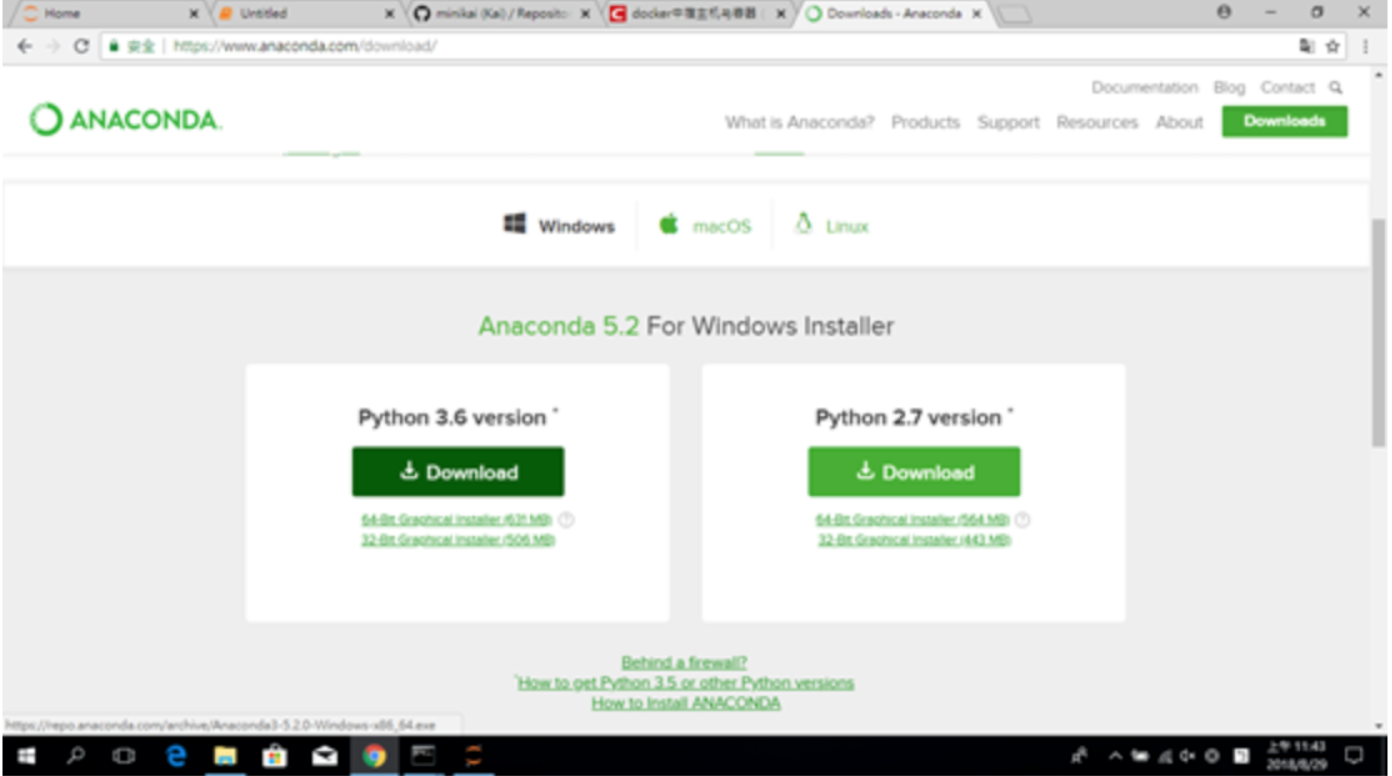 Home
Untitled
minikai (Kai) / Reposito
docker中宿主机与容器
Downloads - Anaconda
安全 | https://www.anaconda.com/download/
Documentation Blog Contact
ANACONDA.
What is Anaconda? Products Support Resources About Downloads
Windows macOS Linux
Anaconda 5.2 For Windows Installer
Python 3.6 version *
Download
64-Bit Graphical Installer (631 MB) ?
32-Bit Graphical Installer (506 MB)
Python 2.7 version *
Download
64-Bit Graphical Installer (564 MB) ?
32-Bit Graphical Installer (443 MB)
Behind a firewall?
*How to get Python 3.5 or other Python versions
How to Install ANACONDA
https://repo.anaconda.com/archive/Anaconda3-5.2.0-Windows-x86_64.exe
上午 11:43
2018/8/29